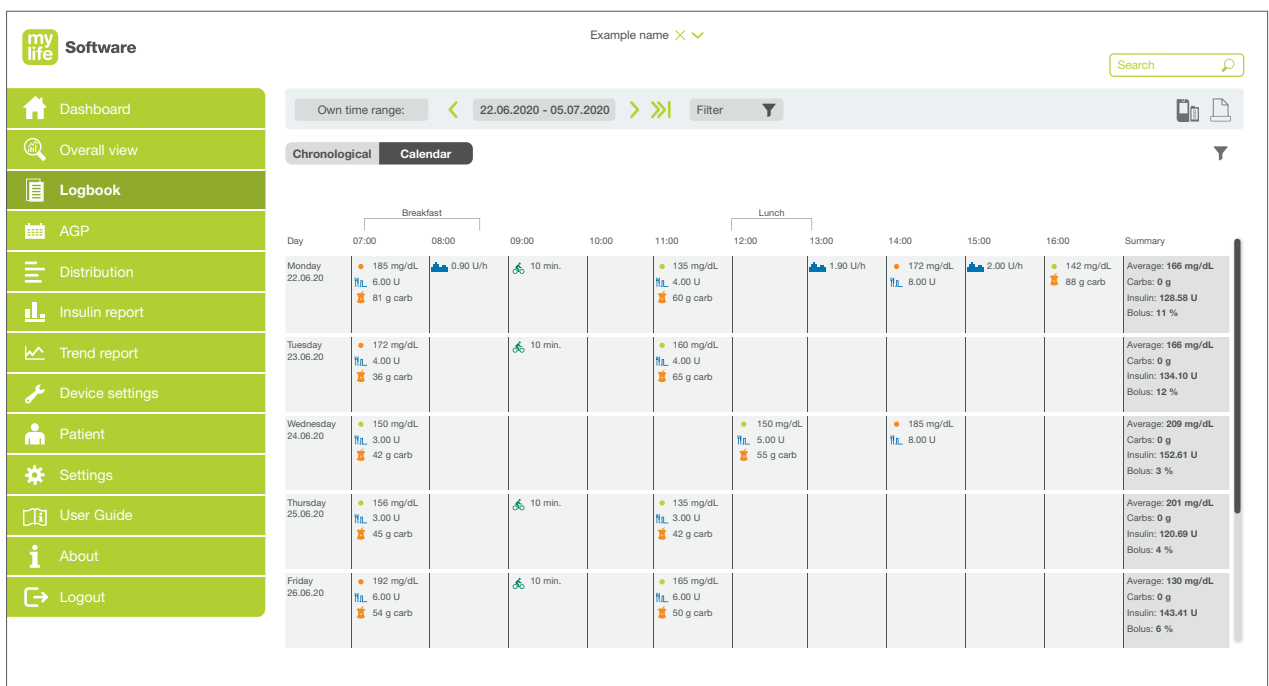 my
life
Software
Example name
Search
Dashboard
Overall view
Logbook
AGP
Distribution
Insulin report
Trend report
Device settings
Patient
Settings
User Guide
About
Logout
Own time range:
22.06.2020 - 05.07.2020
Filter
Chronological
Calendar
Breakfast
Lunch
Day 07:00 08:00 09:00 10:00 11:00 12:00 13:00 14:00 15:00 16:00 Summary
Monday 185 mg/dL 0.90 U/h 10 min. 135 mg/dL 1.90 U/h 172 mg/dL 2.00 U/h 142 mg/dL Average: 166 mg/dL
22.06.20 6.00 U 4.00 U 8.00 U 88 g carb Carbs: 0 g
81 g carb 60 g carb Insulin: 128.58 U
Bolus: 11 %
Tuesday 172 mg/dL 10 min. 160 mg/dL Average: 166 mg/dL
23.06.20 4.00 U 4.00 U Carbs: 0 g
36 g carb 65 g carb Insulin: 134.10 U
Bolus: 12 %
Wednesday 150 mg/dL 150 mg/dL 185 mg/dL Average: 209 mg/dL
24.06.20 3.00 U 5.00 U 8.00 U Carbs: 0 g
42 g carb 55 g carb Insulin: 152.61 U
Bolus: 3 %
Thursday 156 mg/dL 10 min. 135 mg/dL Average: 201 mg/dL
25.06.20 3.00 U 3.00 U Carbs: 0 g
45 g carb 42 g carb Insulin: 120.69 U
Bolus: 4 %
Friday 192 mg/dL 10 min. 165 mg/dL Average: 130 mg/dL
26.06.20 6.00 U 6.00 U Carbs: 0 g
54 g carb 50 g carb Insulin: 143.41 U
Bolus: 6 %